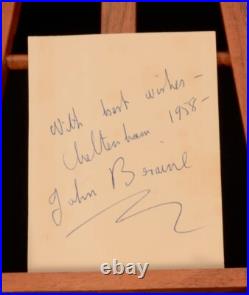 With best wishes -
Cheltenham 1958 -
John Braine